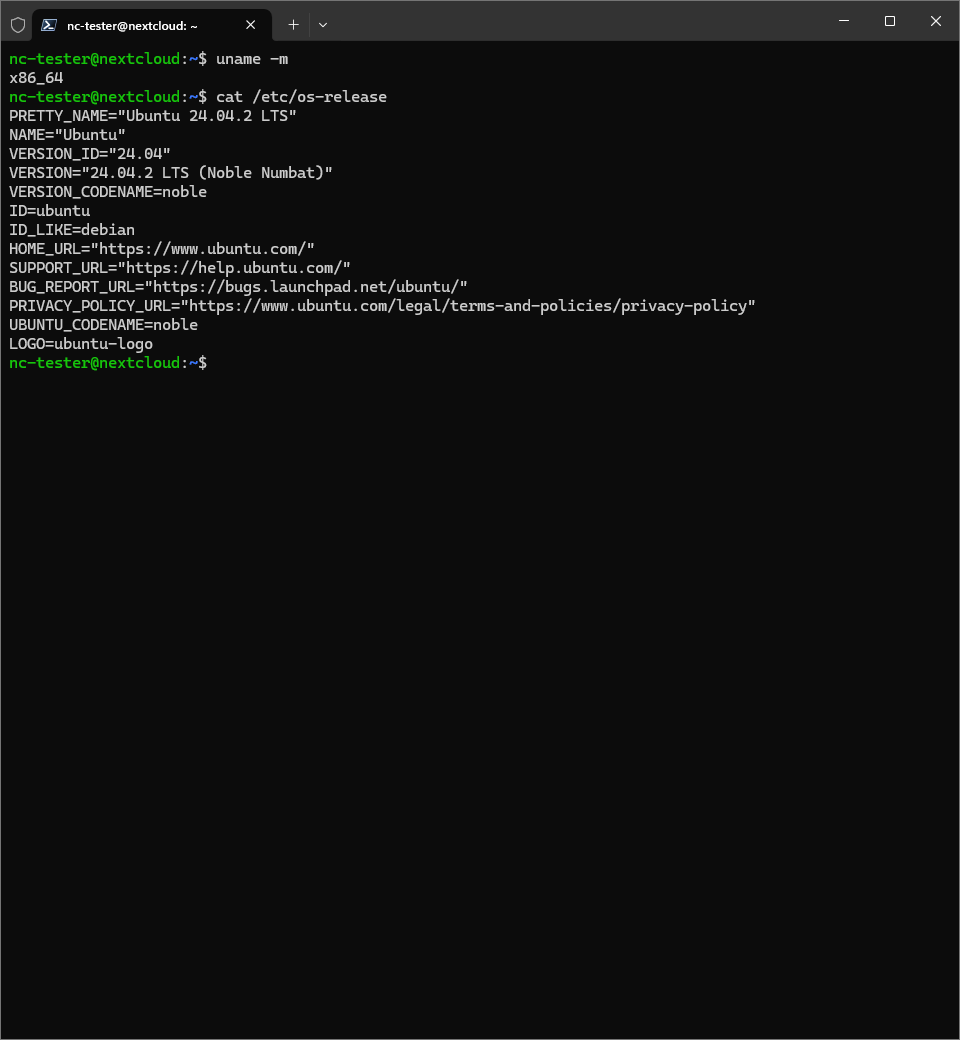 nc-tester@nextcloud: ~
nc-tester@nextcloud:~$ uname -m
x86_64
nc-tester@nextcloud:~$ cat /etc/os-release
PRETTY_NAME="Ubuntu 24.04.2 LTS"
NAME="Ubuntu"
VERSION_ID="24.04"
VERSION="24.04.2 LTS (Noble Numbat)"
VERSION_CODENAME=noble
ID=ubuntu
ID_LIKE=debian
HOME_URL="https://www.ubuntu.com/"
SUPPORT_URL="https://help.ubuntu.com/"
BUG_REPORT_URL="https://bugs.launchpad.net/ubuntu/"
PRIVACY_POLICY_URL="https://www.ubuntu.com/legal/terms-and-policies/privacy-policy"
UBUNTU_CODENAME=noble
LOGO=ubuntu-logo
nc-tester@nextcloud:~$